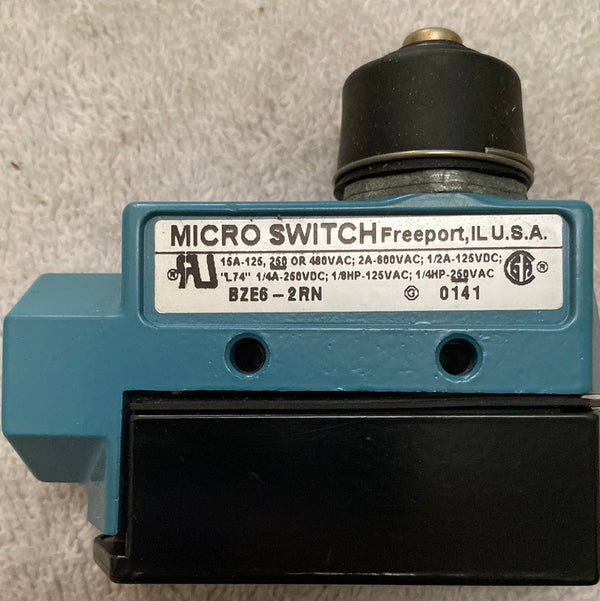 MICRO SWITCH Freeport, IL U.S.A.
15A-125, 250 OR 480VAC; 2A-600VAC; 1/2A-125VDC;
"L74" 1/4A-250VDC; 1/8HP-125VAC; 1/4HP-250VAC
BZE6-2RN G 0141